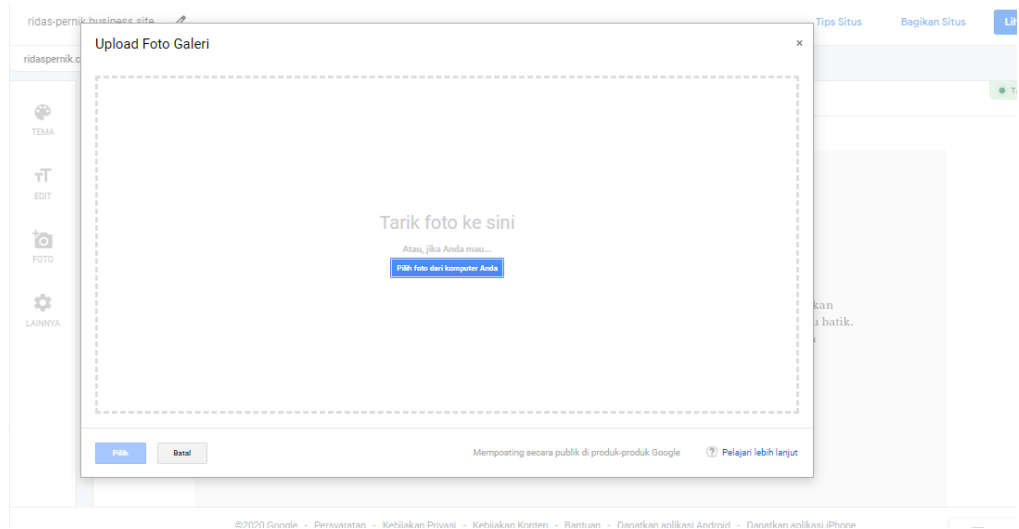 ridas-pernik business site
Tips Situs
Bagikan Situs
Upload Foto Galeri
×
TEMA
EDIT
FOTO
LAINNYA
Tarik foto ke sini
Atau, jika Anda mau...
Pilih foto dari komputer Anda
batik.
Pilih
Batal
Memposting secara publik di produk-produk Google
? Pelajari lebih lanjut
©2020 Google - Persyaratan - Kebijakan Privasi - Kebijakan Konten - Bantuan - Dapatkan aplikasi Android - Dapatkan aplikasi iPhone